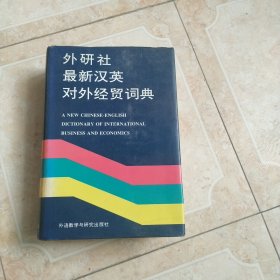 外研社
最新汉英
对外经贸词典
A NEW CHINESE-ENGLISH
DICTIONARY OF INTERNATIONAL
BUSINESS AND ECONOMICS
外语教学与研究出版社